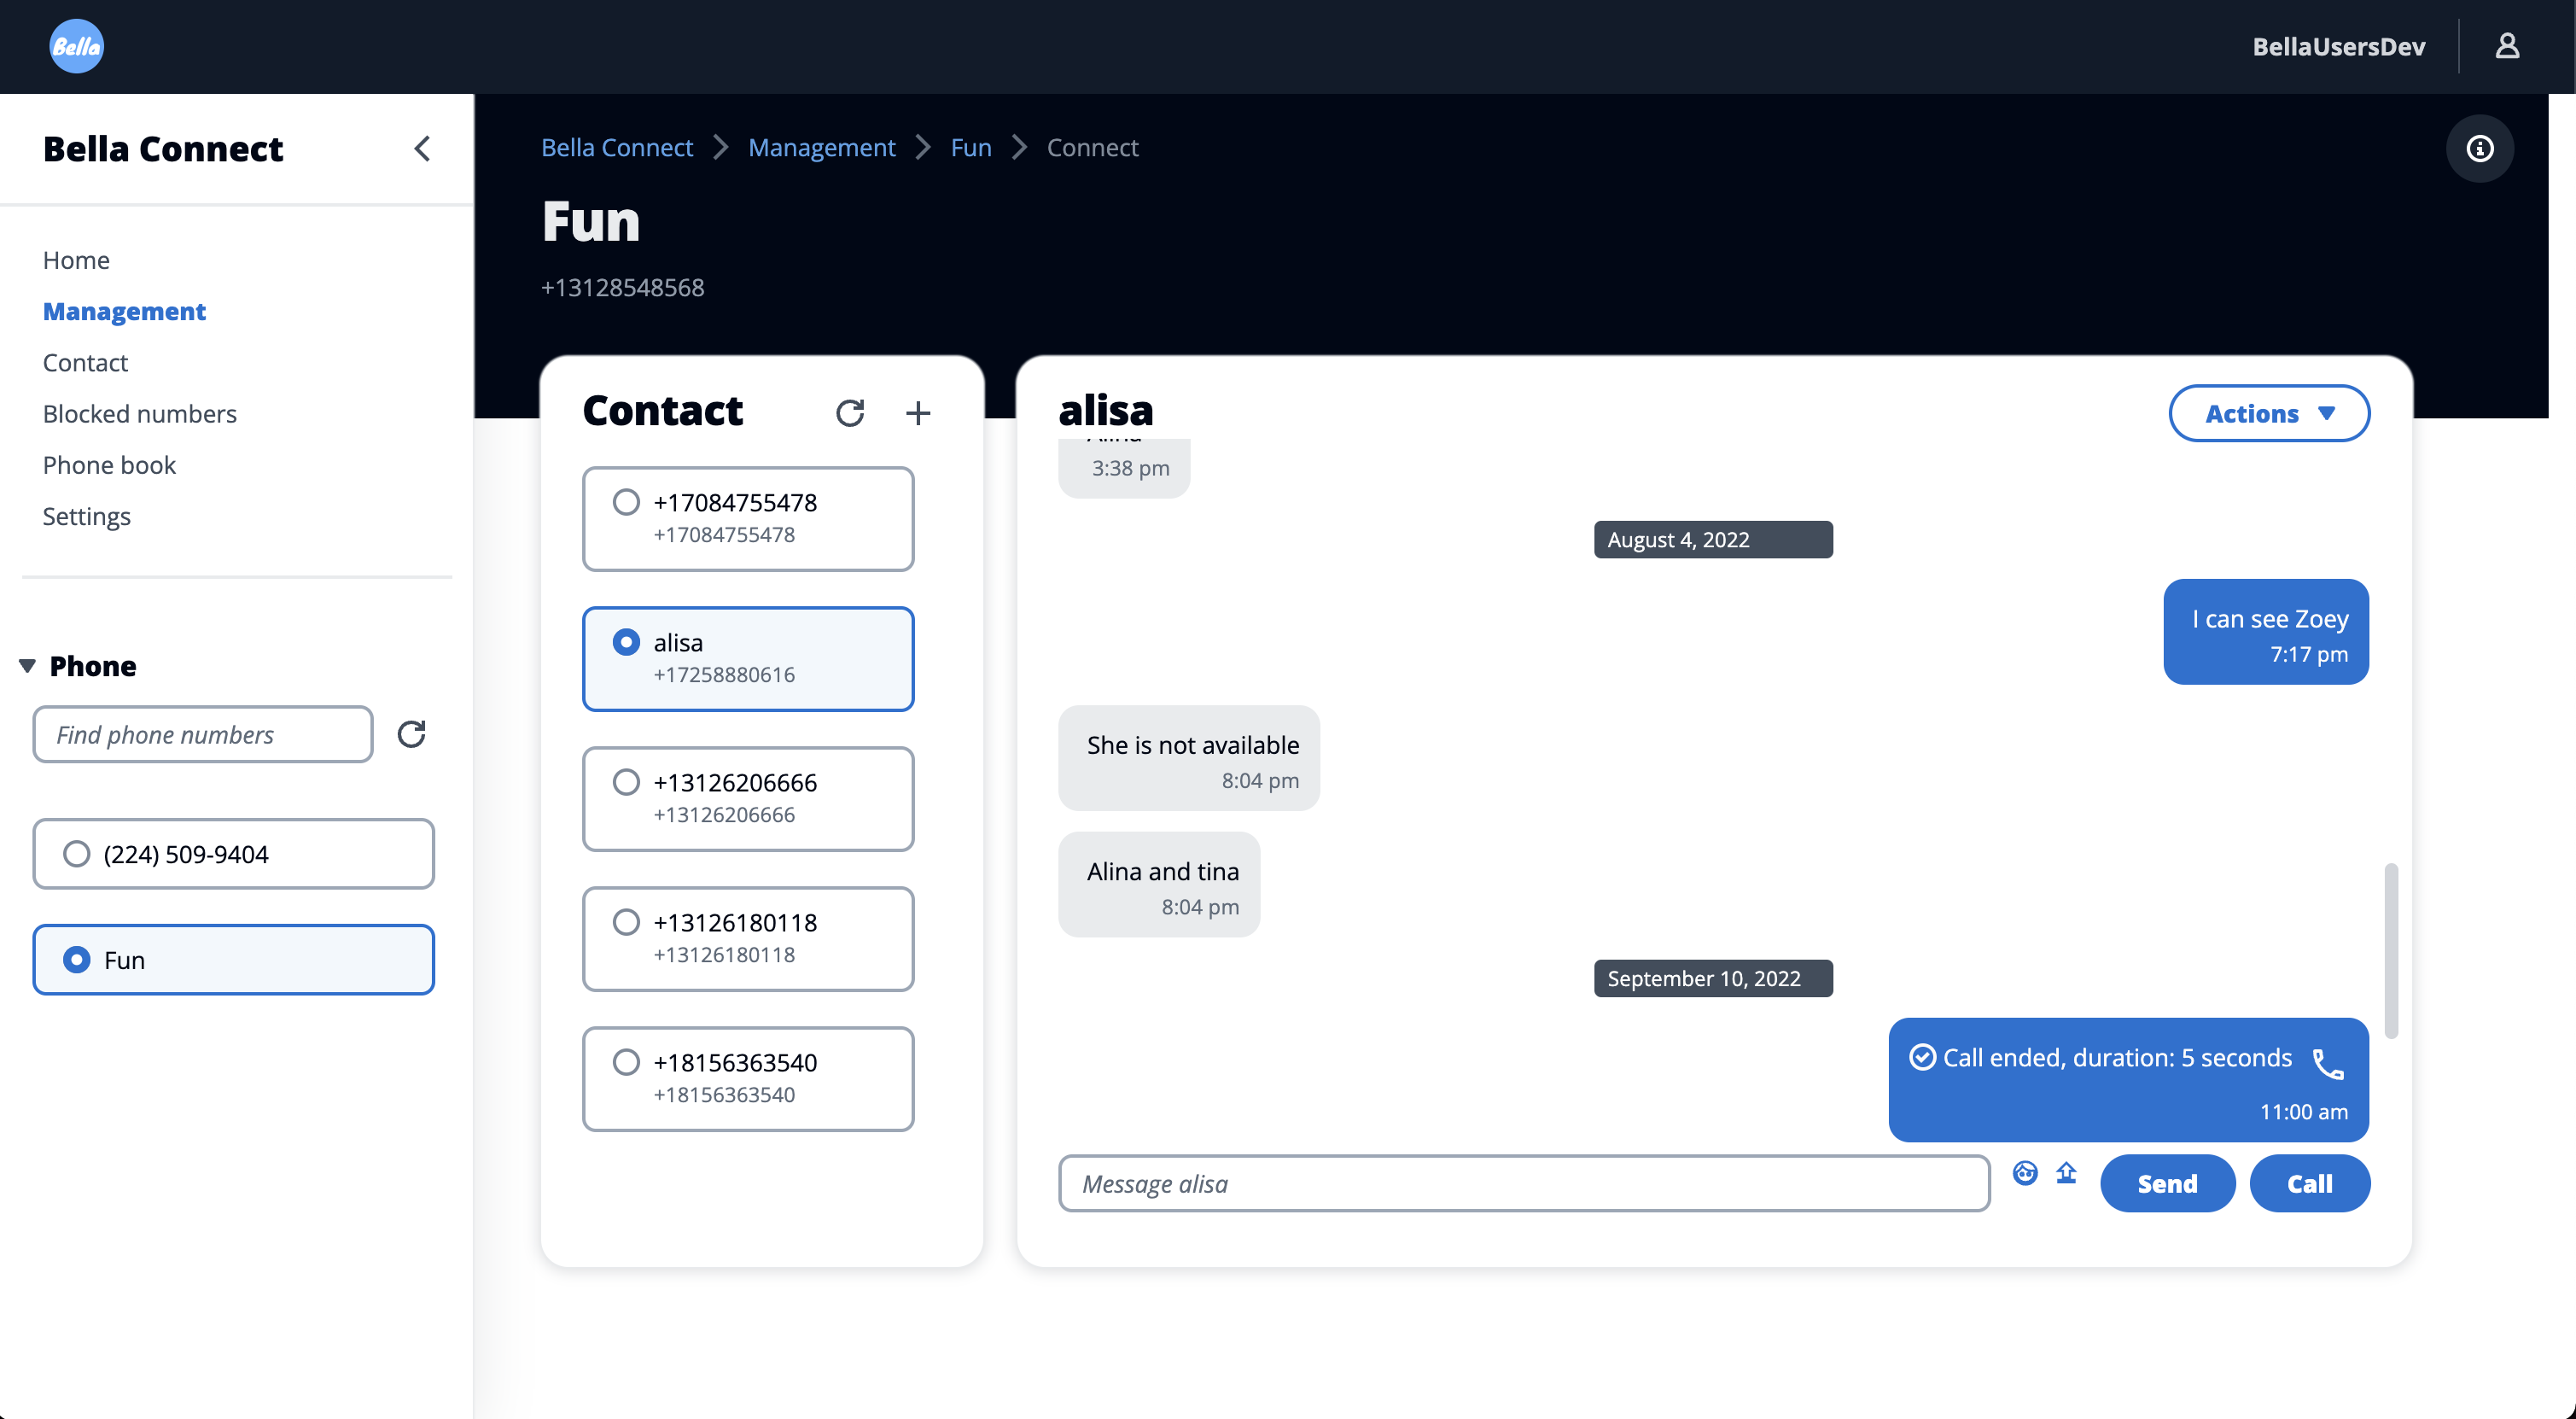 Bella
BellaUsersDev
Bella Connect
Home
Management
Contact
Blocked numbers
Phone book
Settings
Phone
Find phone numbers
(224) 509-9404
Fun
Bella Connect > Management > Fun > Connect
Fun
+13128548568
Contact
+17084755478
+17084755478
alisa
+17258880616
+13126206666
+13126206666
+13126180118
+13126180118
+18156363540
+18156363540
alisa
Actions
3:38 pm
August 4, 2022
I can see Zoey
7:17 pm
She is not available
8:04 pm
Alina and tina
8:04 pm
September 10, 2022
Call ended, duration: 5 seconds
11:00 am
Message alisa
Send
Call